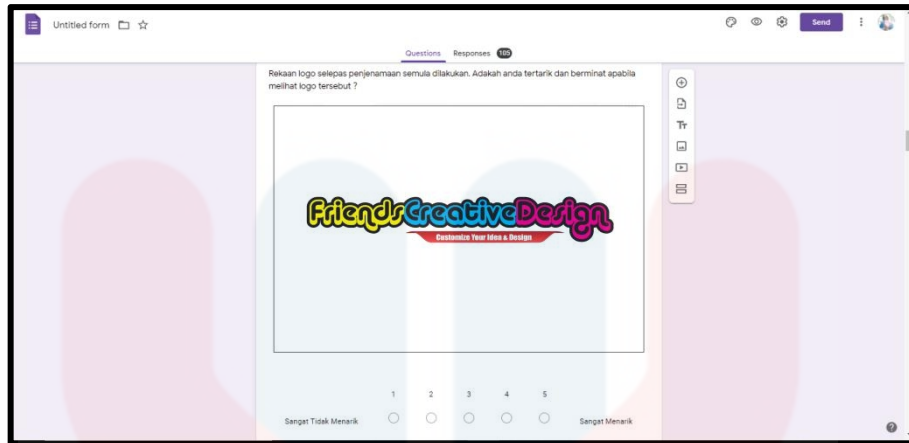 Untitled form
Send
Questions Responses 105
Rekaan logo selepas penjenamaan semula dilakukan. Adakah anda tertarik dan berminat apabila
melihat logo tersebut ?
FriendsCreativeDesign
Customize Your Idea & Design
1 2 3 4 5
Sangat Tidak Menarik Sangat Menarik